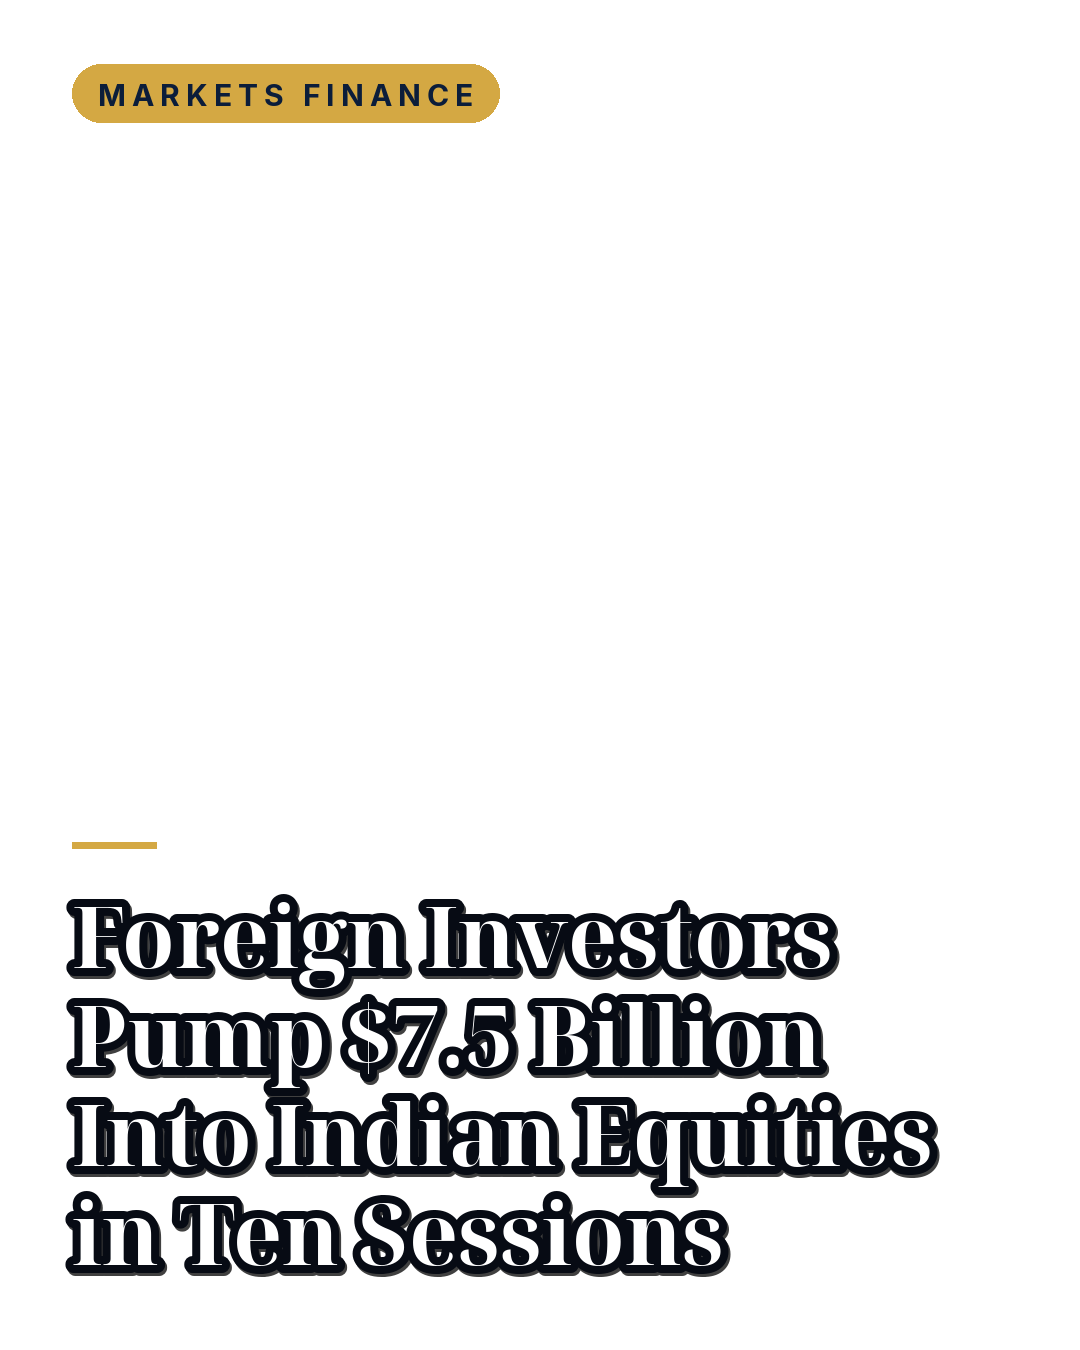 MARKETS FINANCE
Foreign Investors
Pump $7.5 Billion
Into Indian Equities
in Ten Sessions